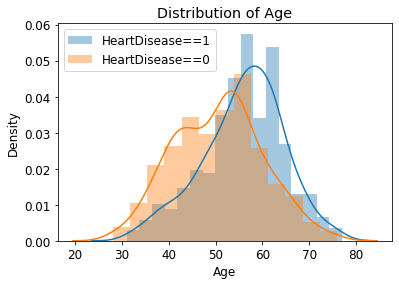 Distribution of Age
0.06
0.05
0.04
0.03
0.02
0.01
0.00
Density
HeartDisease==1
HeartDisease==0
20 30 40 50 60 70 80
Age